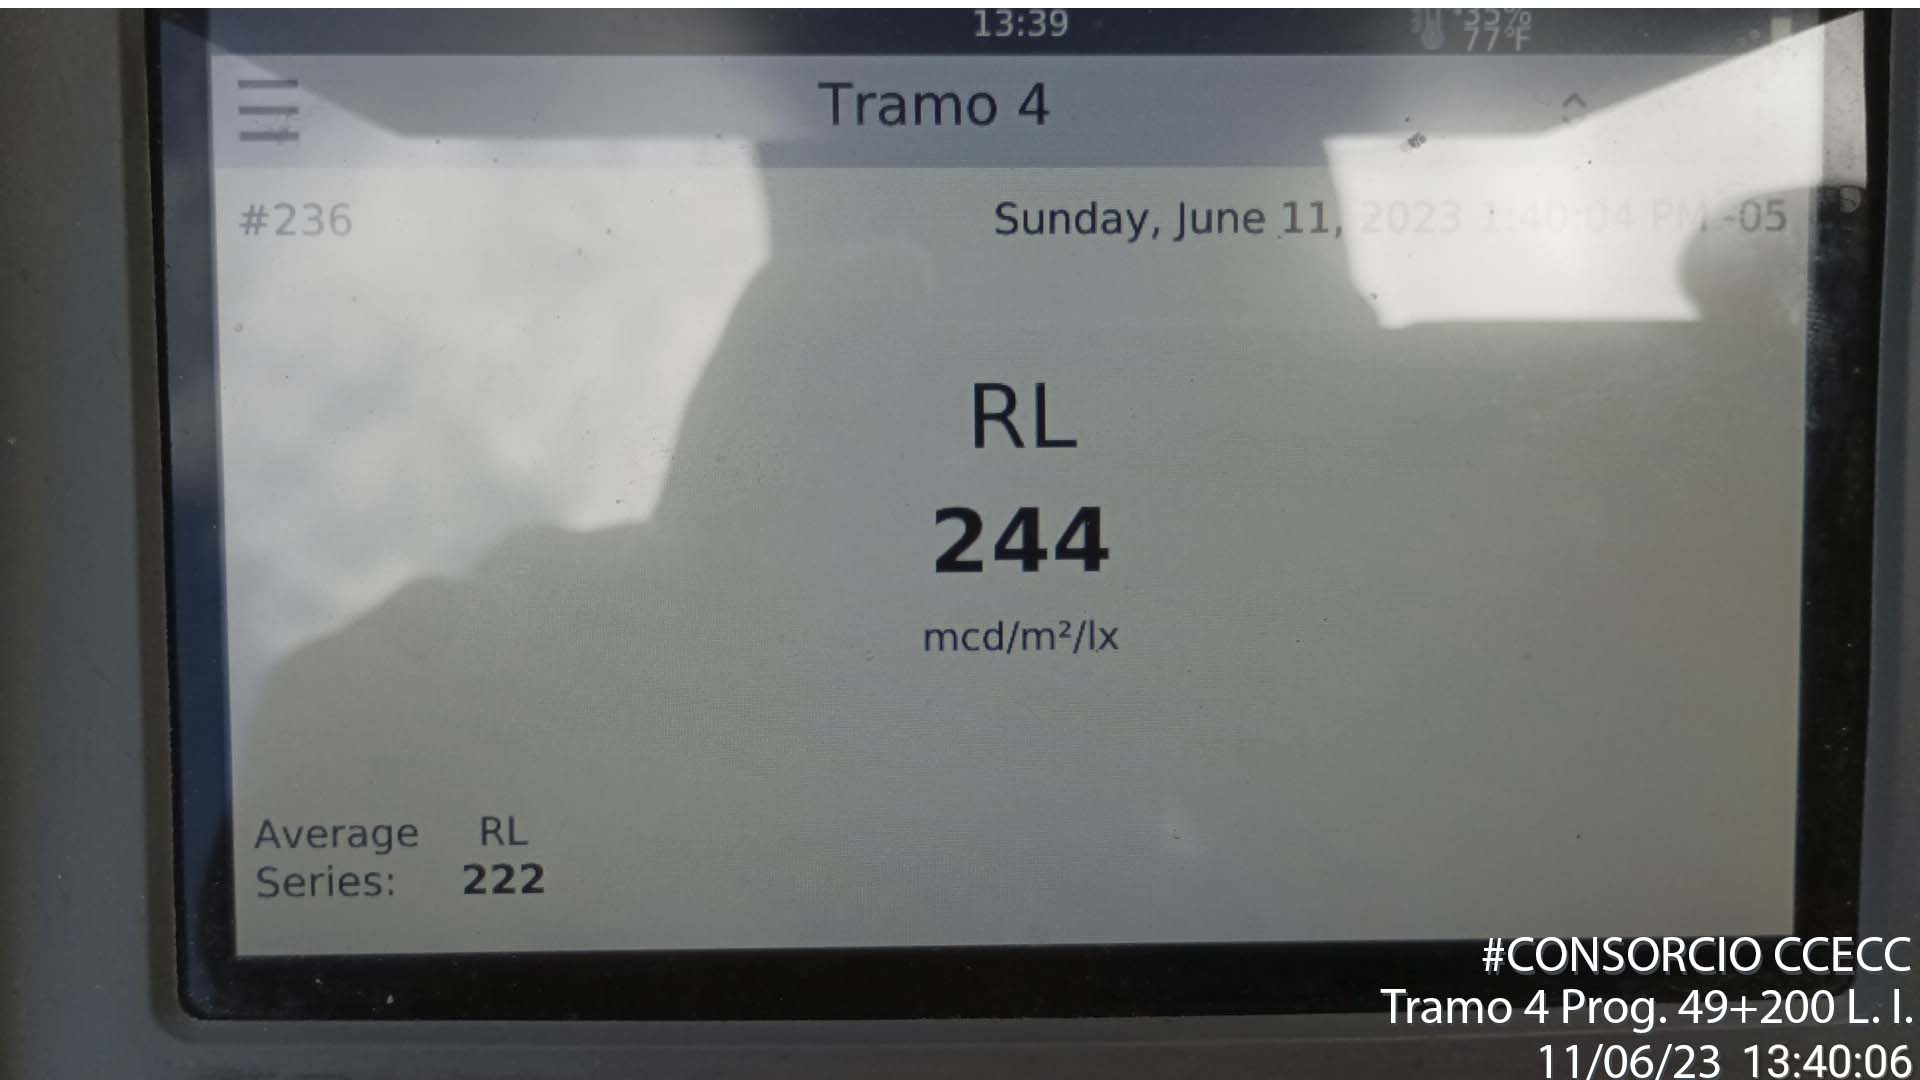 13:39
35%
77°F
Tramo 4
#236
Sunday, June 11, 2023 1:40:04 PM -05
RL
244
mcd/m²/lx
Average RL
Series: 222
#CONSORCIO CCECC
Tramo 4 Prog. 49+200 L. I.
11/06/23 13:40:06